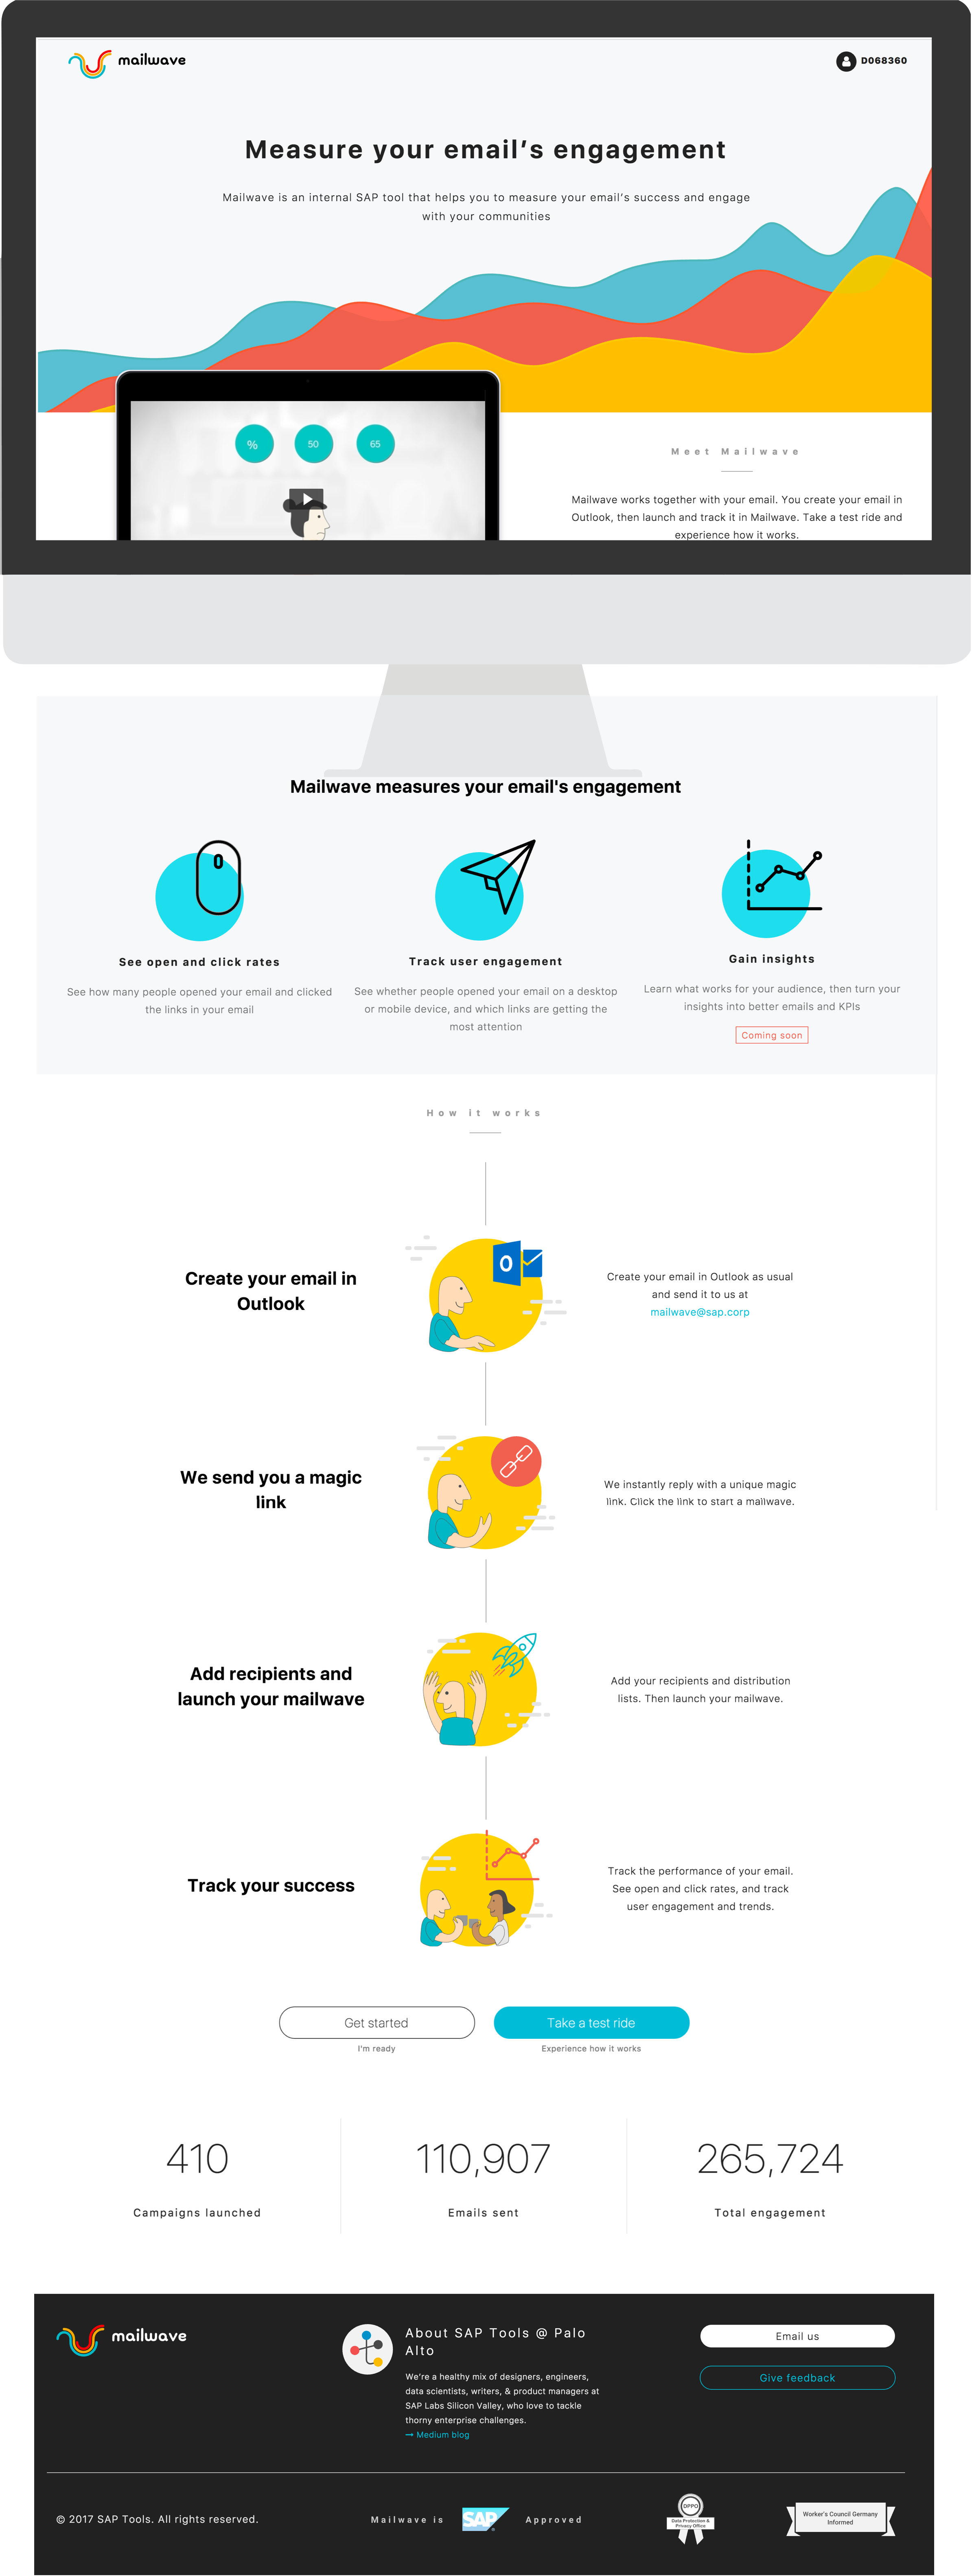 mailwave
D068360
Measure your email's engagement
Mailwave is an internal SAP tool that helps you to measure your email's success and engage
with your communities
%
50
65
Meet Mailwave
Mailwave works together with your email. You create your email in
Outlook, then launch and track it in Mailwave. Take a test ride and
experience how it works.
Mailwave measures your email's engagement
See open and click rates
See how many people opened your email and clicked
the links in your email
Track user engagement
See whether people opened your email on a desktop
or mobile device, and which links are getting the
most attention
Gain insights
Learn what works for your audience, then turn your
insights into better emails and KPIs
Coming soon
How it works
Create your email in
Outlook
O
Create your email in Outlook as usual
and send it to us at
mailwave@sap.corp
We send you a magic
link
We instantly reply with a unique magic
link. Click the link to start a mailwave.
Add recipients and
launch your mailwave
Add your recipients and distribution
lists. Then launch your mailwave.
Track your success
Track the performance of your email.
See open and click rates, and track
user engagement and trends.
Get started
I'm ready
Take a test ride
Experience how it works
410
Campaigns launched
110,907
Emails sent
265,724
Total engagement
mailwave
About SAP Tools @ Palo
Alto
We're a healthy mix of designers, engineers,
data scientists, writers, & product managers at
SAP Labs Silicon Valley, who love to tackle
thorny enterprise challenges.
→ Medium blog
Email us
Give feedback
© 2017 SAP Tools. All rights reserved.
Mailwave is
SAP
Approved
OPPO
Data Protection &
Privacy Office
Worker's Council Germany
Informed